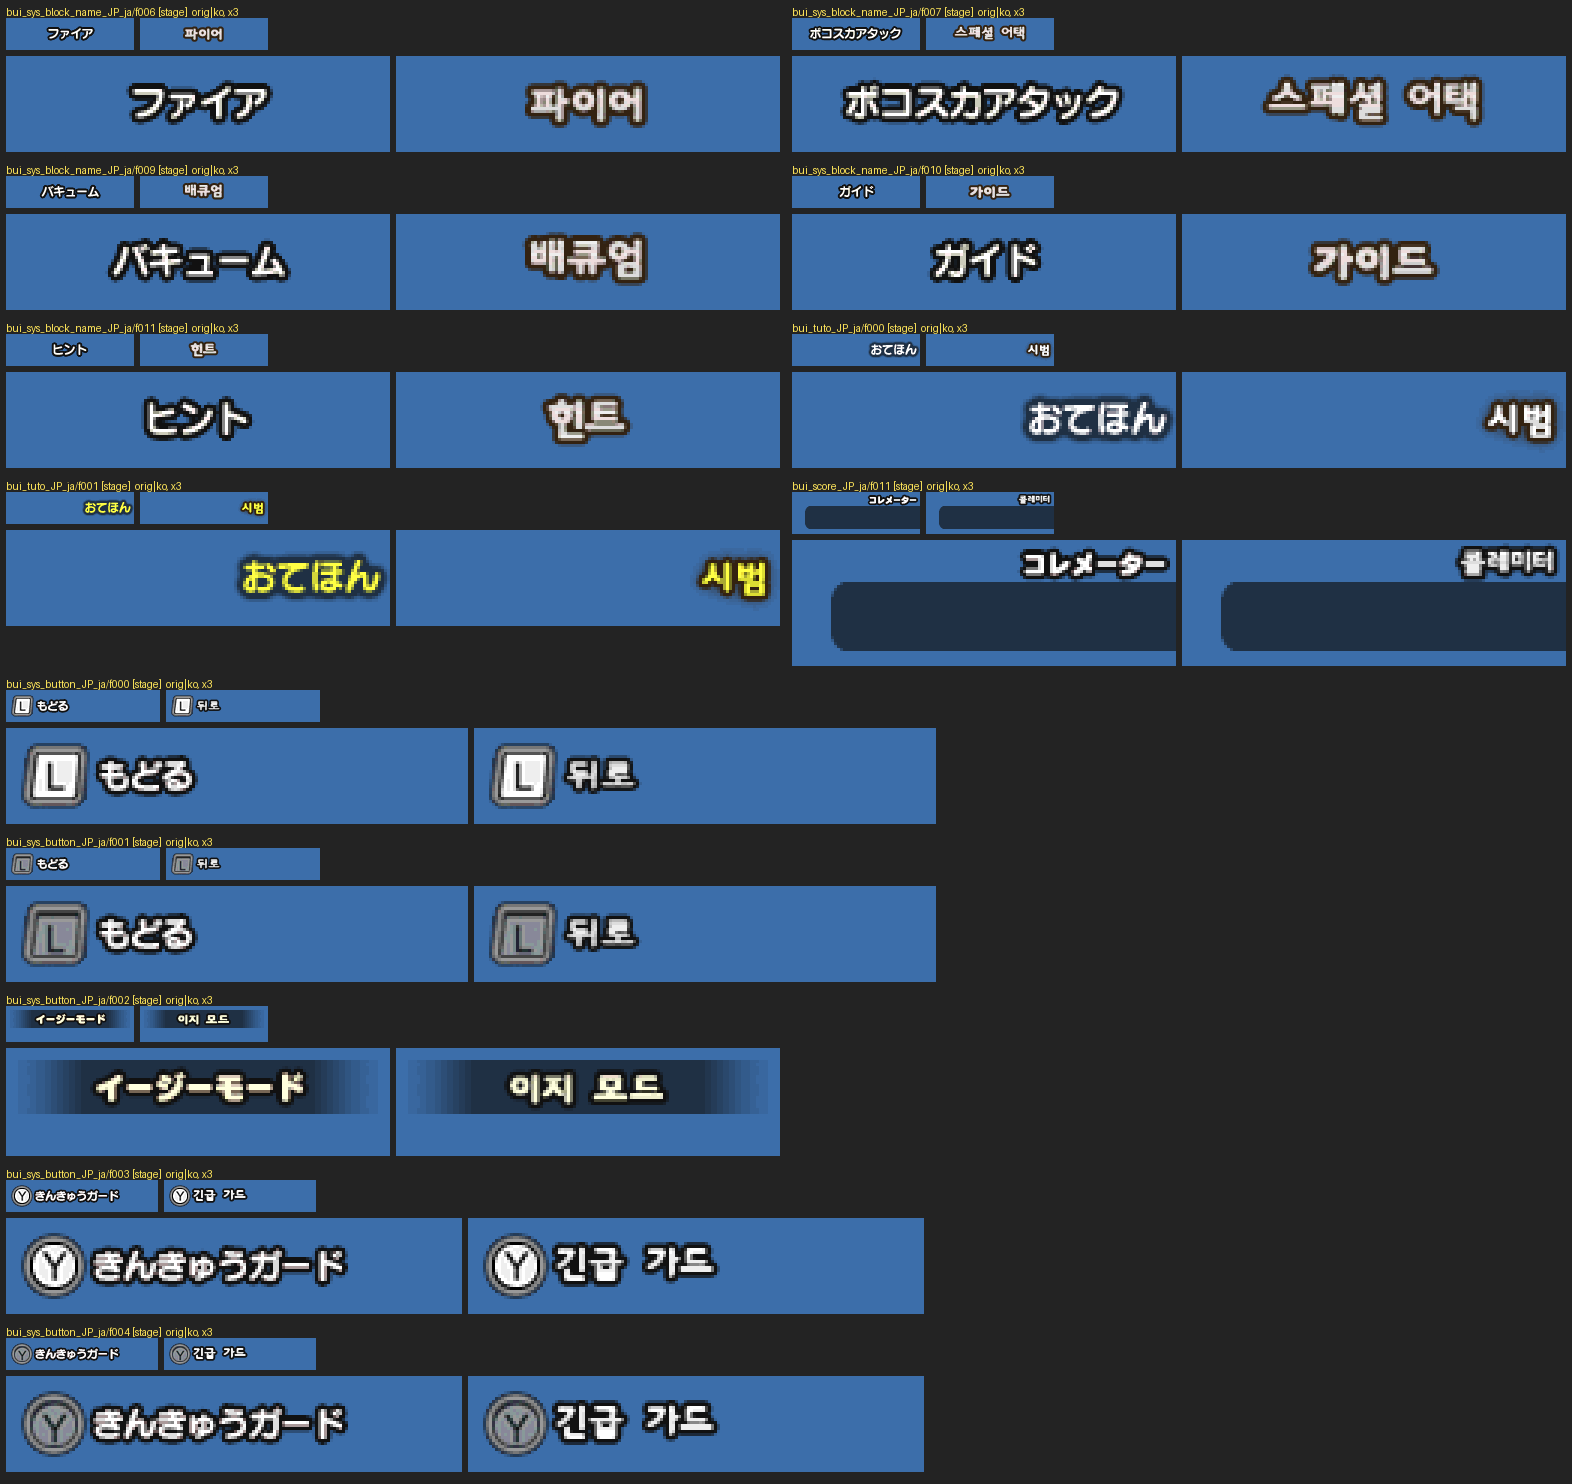 bui_sys_block_name_JP_ja/f006 [stage] orig|ko, x3
ファイア 파이어
ファイア 파이어
bui_sys_block_name_JP_ja/f007 [stage] orig|ko, x3
ボコスカアタック 스페셜 어택
ボコスカアタック 스페셜 어택
bui_sys_block_name_JP_ja/f009 [stage] orig|ko, x3
バキューム 배큐엄
バキューム 배큐엄
bui_sys_block_name_JP_ja/f010 [stage] orig|ko, x3
ガイド 가이드
ガイド 가이드
bui_sys_block_name_JP_ja/f011 [stage] orig|ko, x3
ヒント 힌트
ヒント 힌트
bui_tuto_JP_ja/f000 [stage] orig|ko, x3
おてほん 시범
おてほん 시범
bui_tuto_JP_ja/f001 [stage] orig|ko, x3
おてほん 시범
おてほん 시범
bui_score_JP_ja/f011 [stage] orig|ko, x3
コレメーター 콜레미터
コレメーター 콜레미터
bui_sys_button_JP_ja/f000 [stage] orig|ko, x3
L もどる L 뒤로
L もどる L 뒤로
bui_sys_button_JP_ja/f001 [stage] orig|ko, x3
L もどる L 뒤로
L もどる L 뒤로
bui_sys_button_JP_ja/f002 [stage] orig|ko, x3
イージーモード 이지 모드
イージーモード 이지 모드
bui_sys_button_JP_ja/f003 [stage] orig|ko, x3
Y きんきゅうガード Y 긴급 가드
Y きんきゅうガード Y 긴급 가드
bui_sys_button_JP_ja/f004 [stage] orig|ko, x3
Y きんきゅうガード Y 긴급 가드
Y きんきゅうガード Y 긴급 가드